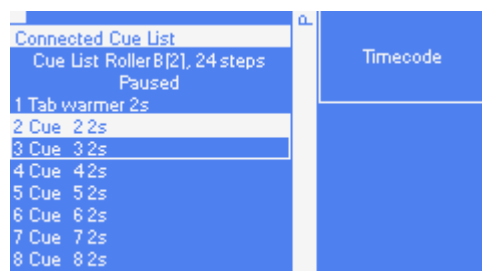 Connected Cue List
Cue List RollerB[2], 24 steps
Paused
1 Tab warmer 2s
2 Cue 2 2s
3 Cue 3 2s
4 Cue 4 2s
5 Cue 5 2s
6 Cue 6 2s
7 Cue 7 2s
8 Cue 8 2s
P
Timecode